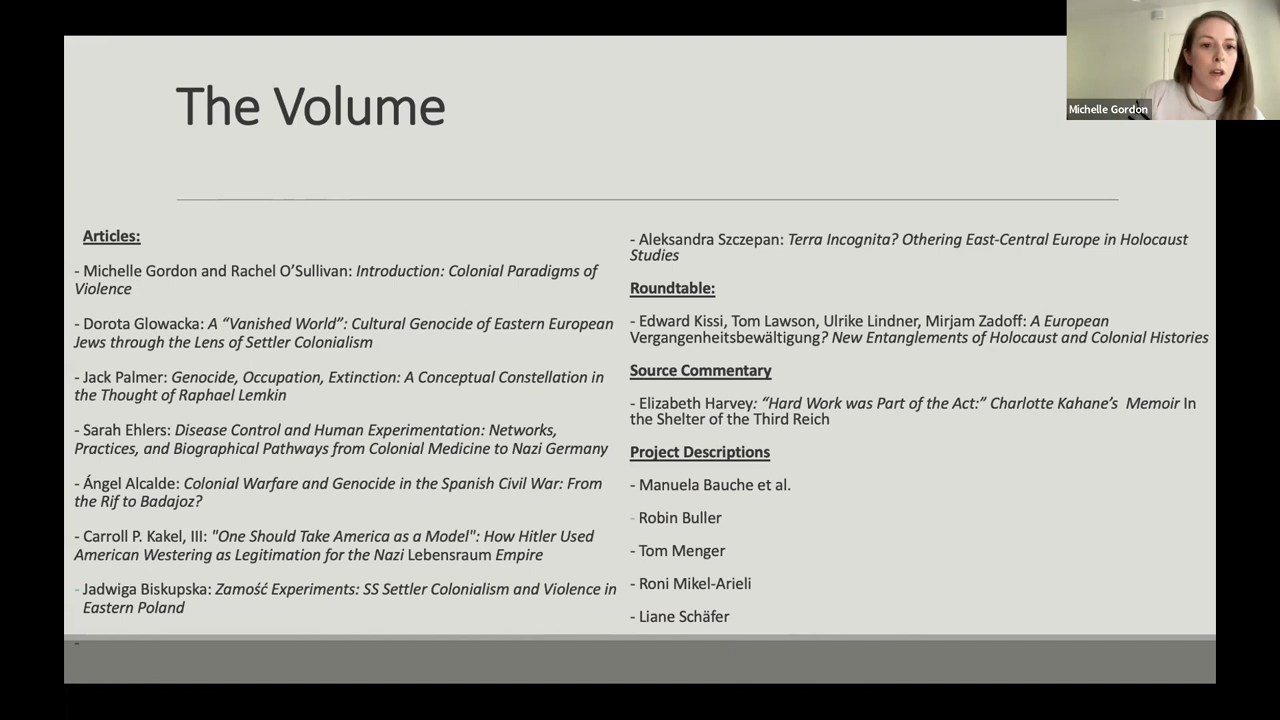 The Volume
Michelle Gordon
Articles:
- Michelle Gordon and Rachel O’Sullivan: Introduction: Colonial Paradigms of
Violence
- Dorota Glowacka: A “Vanished World”: Cultural Genocide of Eastern European
Jews through the Lens of Settler Colonialism
- Jack Palmer: Genocide, Occupation, Extinction: A Conceptual Constellation in
the Thought of Raphael Lemkin
- Sarah Ehlers: Disease Control and Human Experimentation: Networks,
Practices, and Biographical Pathways from Colonial Medicine to Nazi Germany
- Ángel Alcalde: Colonial Warfare and Genocide in the Spanish Civil War: From
the Rif to Badajoz?
- Carroll P. Kakel, III: "One Should Take America as a Model": How Hitler Used
American Westering as Legitimation for the Nazi Lebensraum Empire
- Jadwiga Biskupska: Zamość Experiments: SS Settler Colonialism and Violence in
Eastern Poland
-
- Aleksandra Szczepan: Terra Incognita? Othering East-Central Europe in Holocaust
Studies
Roundtable:
- Edward Kissi, Tom Lawson, Ulrike Lindner, Mirjam Zadoff: A European
Vergangenheitsbewältigung? New Entanglements of Holocaust and Colonial Histories
Source Commentary
- Elizabeth Harvey: “Hard Work was Part of the Act:” Charlotte Kahane’s Memoir In
the Shelter of the Third Reich
Project Descriptions
- Manuela Bauche et al.
- Robin Buller
- Tom Menger
- Roni Mikel-Arieli
- Liane Schäfer